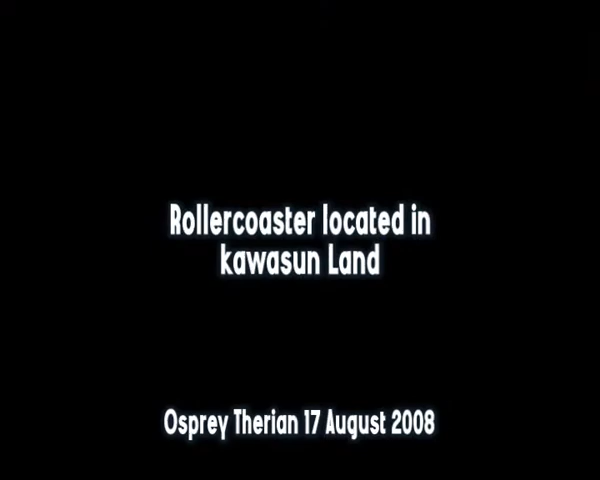 Rollercoaster located in
kawasun Land
Osprey Therian 17 August 2008